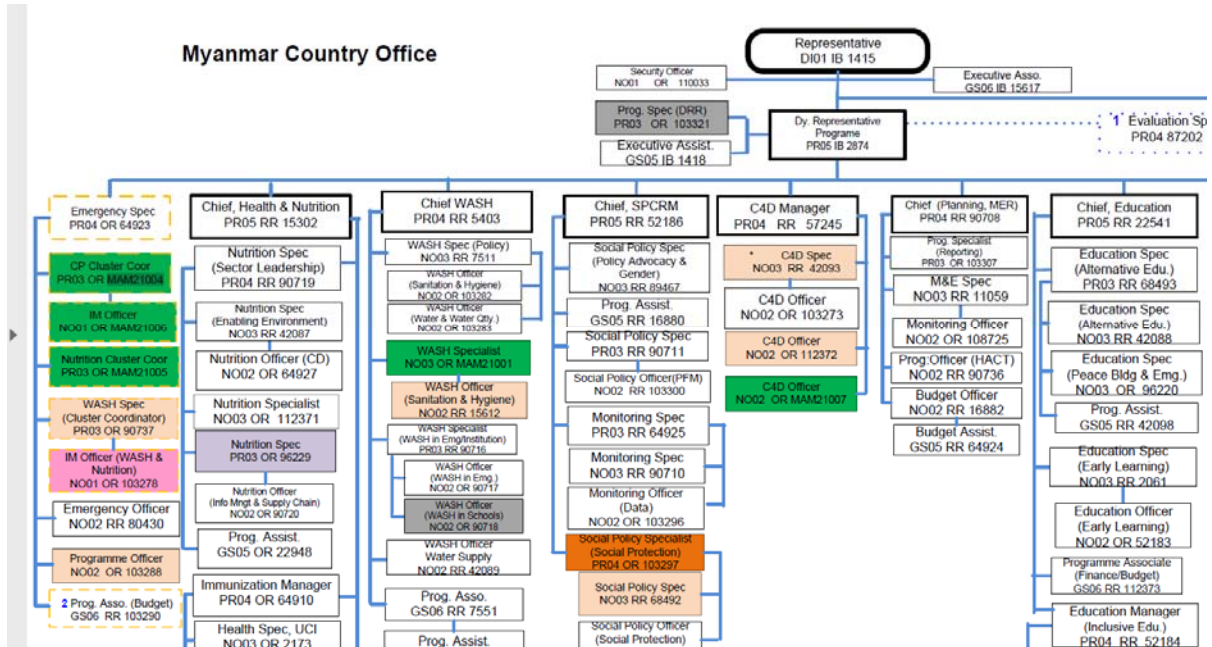 Myanmar Country Office
Representative
DI01 IB 1415
Security Officer
NO01 OR 110033
Executive Asso.
GS06 IB 15617
Prog. Spec (DRR)
PR03 OR 103321
Executive Assist.
GS05 IB 1418
Dy. Representative
Programe
PR05 IB 2874
1 Evaluation Sp
PR04 87202
Emergency Spec
PR04 OR 64923
CP Cluster Coor
PR03 OR MAM21004
IM Officer
NO01 OR MAM21006
Nutrition Cluster Coor
PR03 OR MAM21005
WASH Spec
(Cluster Coordinator)
PR03 OR 90737
IM Officer (WASH &
Nutrition)
NO01 OR 103278
Emergency Officer
NO02 RR 80430
Programme Officer
NO02 OR 103288
2 Prog. Asso. (Budget)
GS06 RR 103290
Chief, Health & Nutrition
PR05 RR 15302
Nutrition Spec
(Sector Leadership)
PR04 RR 90719
Nutrition Spec
(Enabling Environment)
NO03 RR 42087
Nutrition Officer (CD)
NO02 OR 64927
Nutrition Specialist
NO03 OR 112371
Nutrition Spec
PR03 OR 96229
Nutrition Officer
(Info Mngt & Supply Chain)
NO02 OR 90720
Prog. Assist.
GS05 OR 22948
Immunization Manager
PR04 OR 64910
Health Spec, UCI
NO03 OR 2173
Chief WASH
PR04 RR 5403
WASH Spec (Policy)
NO03 RR 7511
WASH Officer
(Sanitation & Hygiene)
NO02 OR 103282
WASH Officer
(Water & Water Qtly.)
NO02 OR 103283
WASH Specialist
NO03 OR MAM21001
WASH Officer
(Sanitation & Hygiene)
NO02 RR 15612
WASH Specialist
(WASH in Emg/Institution)
PR03 RR 90716
WASH Officer
(WASH in Emg.)
NO02 OR 90717
WASH Officer
(WASH in Schools)
NO02 OR 90718
WASH Officer
Water Supply
NO02 RR 42089
Prog. Asso.
GS06 RR 7551
Prog. Assist.
Chief, SPCRM
PR05 RR 52186
Social Policy Spec
(Policy Advocacy &
Gender)
NO03 RR 89467
Prog. Assist.
GS05 RR 16880
Social Policy Spec
PR03 RR 90711
Social Policy Officer(PFM)
NO02 RR 103300
Monitoring Spec
PR03 RR 64925
Monitoring Spec
NO03 RR 90710
Monitoring Officer
(Data)
NO02 OR 103296
Social Policy Specialist
(Social Protection)
PR04 OR 103297
Social Policy Spec
NO03 RR 68492
Social Policy Officer
(Social Protection)
C4D Manager
PR04 RR 57245
* C4D Spec
NO03 RR 42093
C4D Officer
NO02 OR 103273
C4D Officer
NO02 OR 112372
C4D Officer
NO02 OR MAM21007
Chief (Planning, MER)
PR04 RR 90708
Prog. Specialist
(Reporting)
PR03 OR 103307
M&E Spec
NO03 RR 11059
Monitoring Officer
NO02 OR 108725
Prog:Officer (HACT)
NO02 RR 90736
Budget Officer
NO02 RR 16882
Budget Assist.
GS05 RR 64924
Chief, Education
PR05 RR 22541
Education Spec
(Alternative Edu.)
PR03 RR 68493
Education Spec
(Alternative Edu.)
NO03 RR 42088
Education Spec
(Peace Bldg & Emg.)
NO03 OR 96220
Prog. Assist.
GS05 RR 42098
Education Spec
(Early Learning)
NO03 RR 2061
Education Officer
(Early Learning)
NO02 OR 52183
Programme Associate
(Finance/Budget)
GS06 RR 112373
Education Manager
(Inclusive Edu.)
PR04 RR 52184